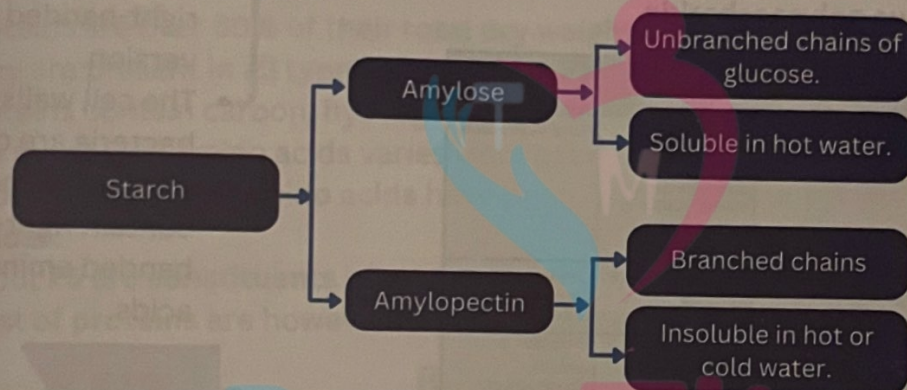 Starch
Amylose
Unbranched chains of
glucose.
Soluble in hot water.
Amylopectin
Branched chains
Insoluble in hot or
cold water.